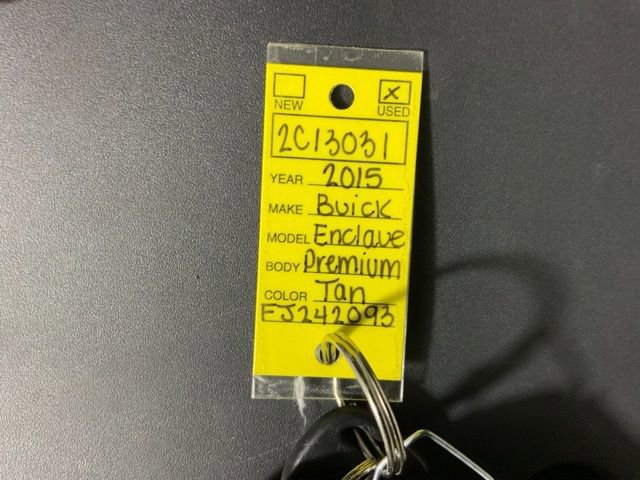 NEW X USED
2C13031
YEAR 2015
MAKE Buick
MODEL Enclave
BODY Premium
COLOR Tan
FJ242093